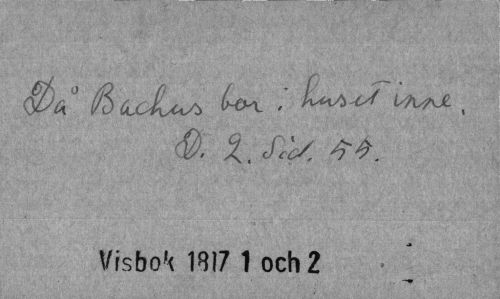 Då Bachus bor i huset inne.
D. 2. Sid. 55.
Visbok 1817 1 och 2